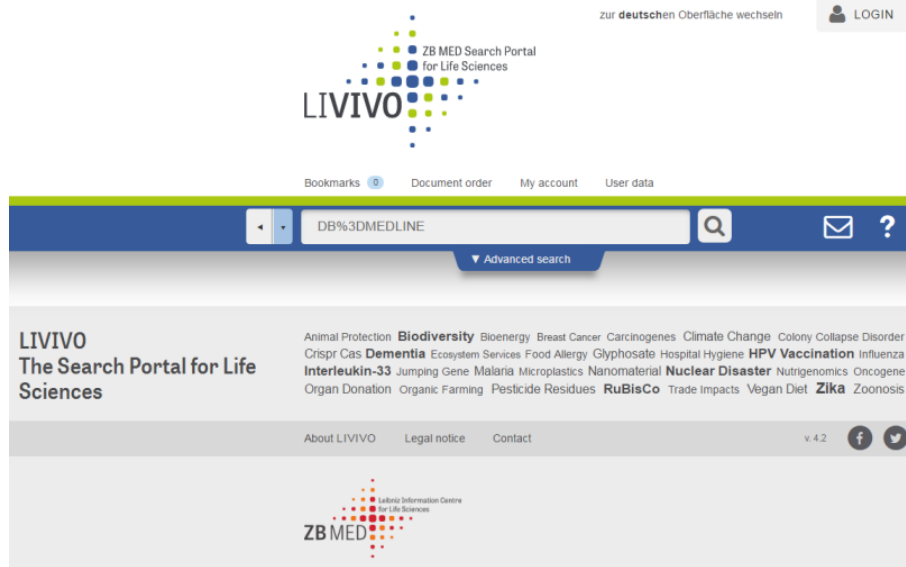 zur deutschen Oberfläche wechseln
LOGIN
ZB MED Search Portal
for Life Sciences
LIVIVO
Bookmarks 0 Document order My account User data
DB%3DMEDLINE
?
▼ Advanced search
LIVIVO
The Search Portal for Life
Sciences
Animal Protection Biodiversity Bioenergy Breast Cancer Carcinogenes Climate Change Colony Collapse Disorder
Crispr Cas Dementia Ecosystem Services Food Allergy Glyphosate Hospital Hygiene HPV Vaccination Influenza
Interleukin-33 Jumping Gene Malaria Microplastics Nanomaterial Nuclear Disaster Nutrigenomics Oncogene
Organ Donation Organic Farming Pesticide Residues RuBisCo Trade Impacts Vegan Diet Zika Zoonosis
About LIVIVO Legal notice Contact v. 4.2
Leibniz Information Centre
for Life Sciences
ZB MED